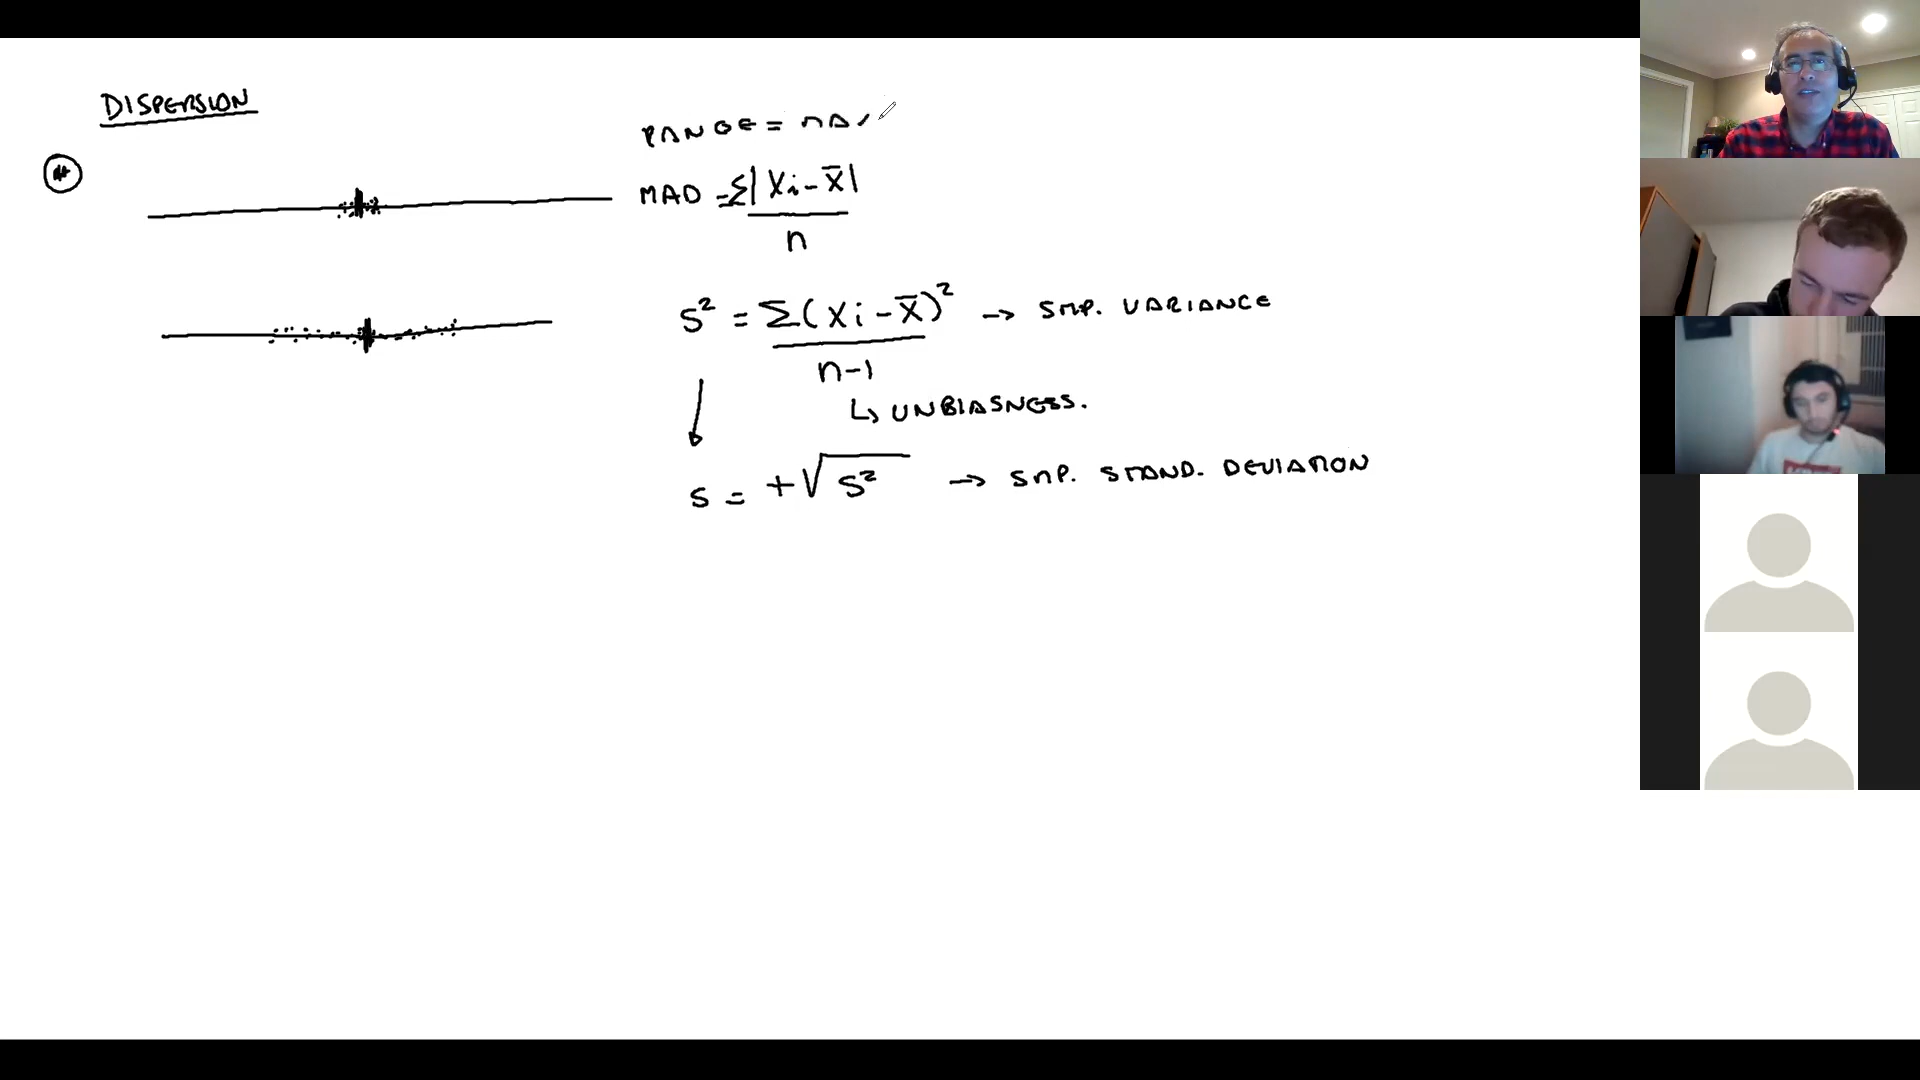 DISPERSION
RANGE = MAX
MAD = Σ|Xi - X̄|
n
S² = Σ(Xi - X̄)² → SMP. VARIANCE
n-1
↳ UNBIASNESS.
S = +√S² → SMP. STAND. DEVIATION